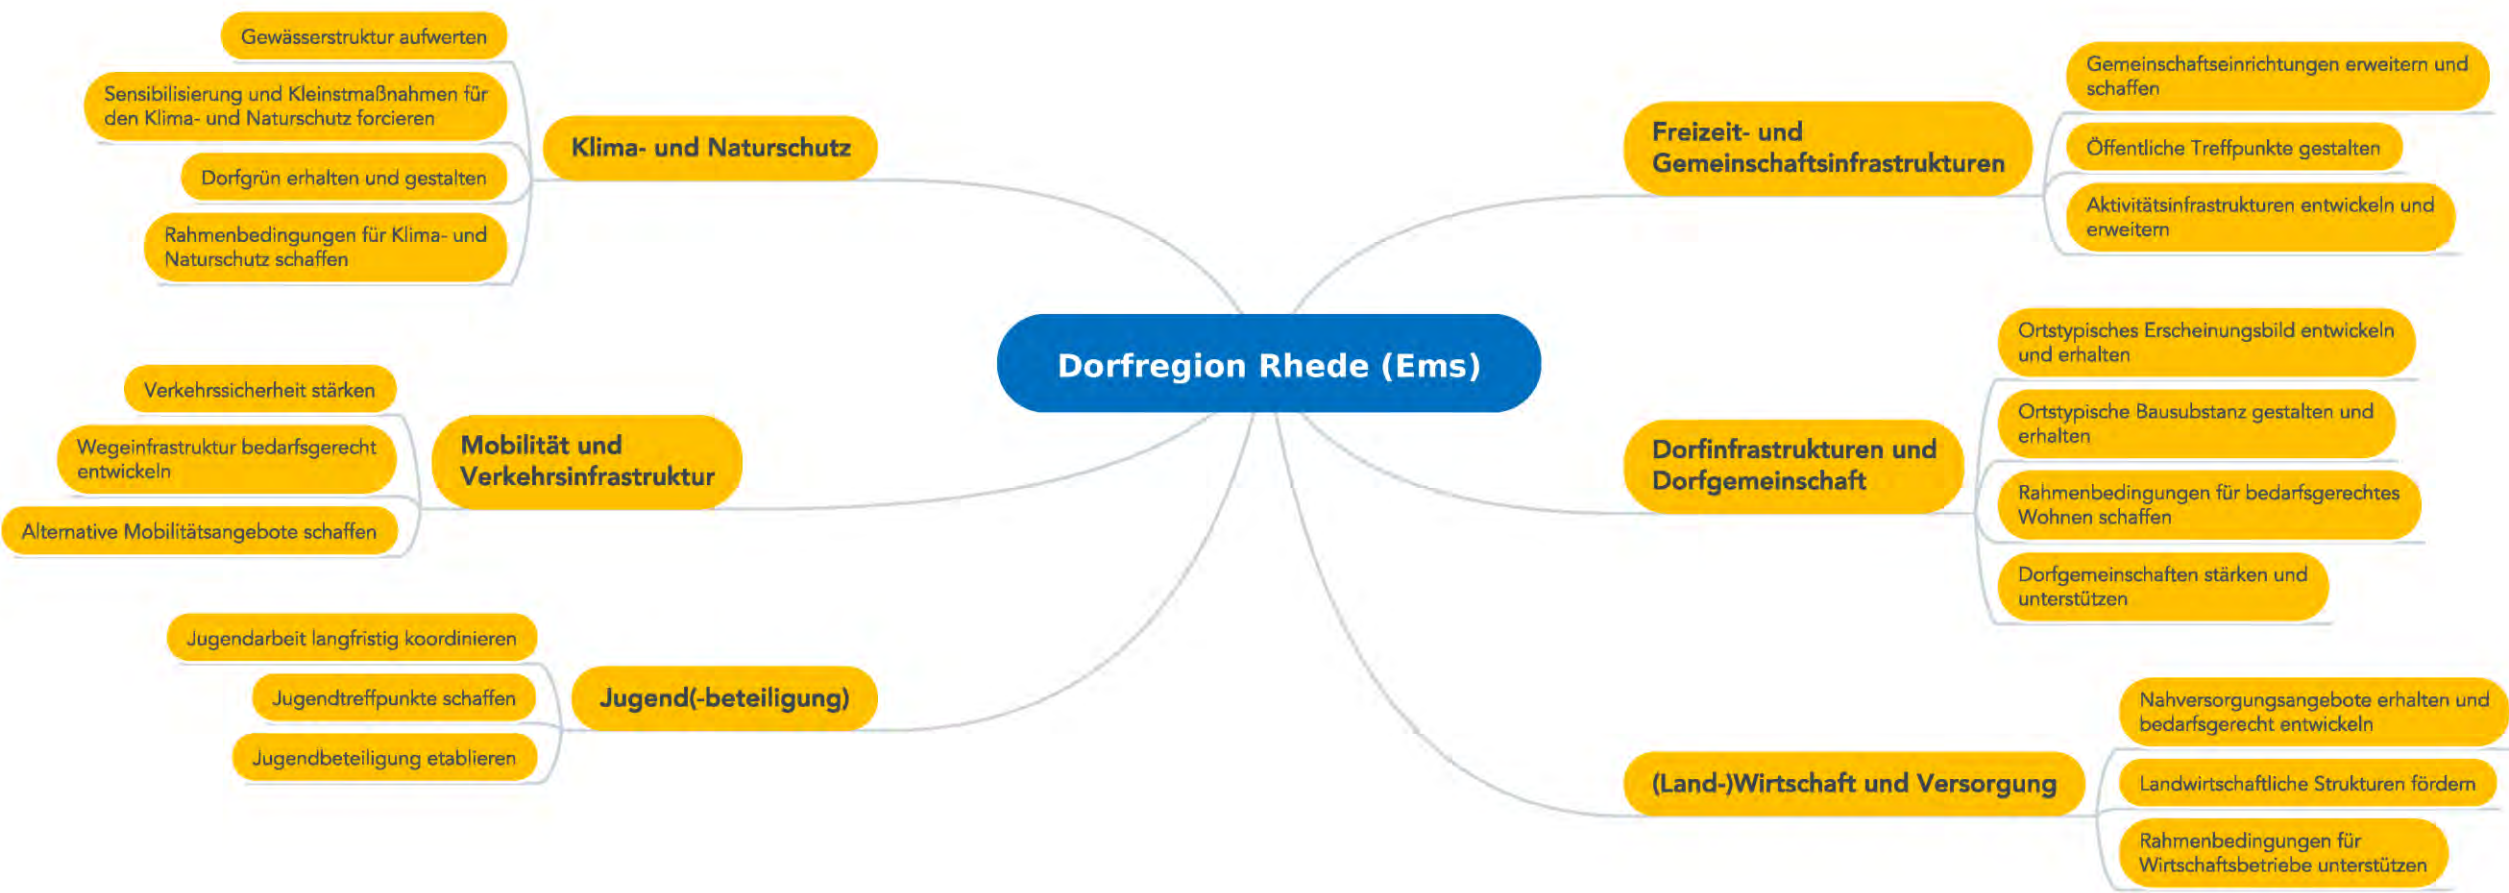 Gewässerstruktur aufwerten
Sensibilisierung und Kleinstmaßnahmen für
den Klima- und Naturschutz forcieren
Dorfgrün erhalten und gestalten
Rahmenbedingungen für Klima- und
Naturschutz schaffen
Klima- und Naturschutz
Verkehrssicherheit stärken
Wegeinfrastruktur bedarfsgerecht
entwickeln
Alternative Mobilitätsangebote schaffen
Mobilität und
Verkehrsinfrastruktur
Jugendarbeit langfristig koordinieren
Jugendtreffpunkte schaffen
Jugendbeteiligung etablieren
Jugend(-beteiligung)
Dorfregion Rhede (Ems)
Freizeit- und
Gemeinschaftsinfrastrukturen
Gemeinschaftseinrichtungen erweitern und
schaffen
Öffentliche Treffpunkte gestalten
Aktivitätsinfrastrukturen entwickeln und
erweitern
Dorfinfrastrukturen und
Dorfgemeinschaft
Ortstypisches Erscheinungsbild entwickeln
und erhalten
Ortstypische Bausubstanz gestalten und
erhalten
Rahmenbedingungen für bedarfsgerechtes
Wohnen schaffen
Dorfgemeinschaften stärken und
unterstützen
(Land-)Wirtschaft und Versorgung
Nahversorgungsangebote erhalten und
bedarfsgerecht entwickeln
Landwirtschaftliche Strukturen fördern
Rahmenbedingungen für
Wirtschaftsbetriebe unterstützen